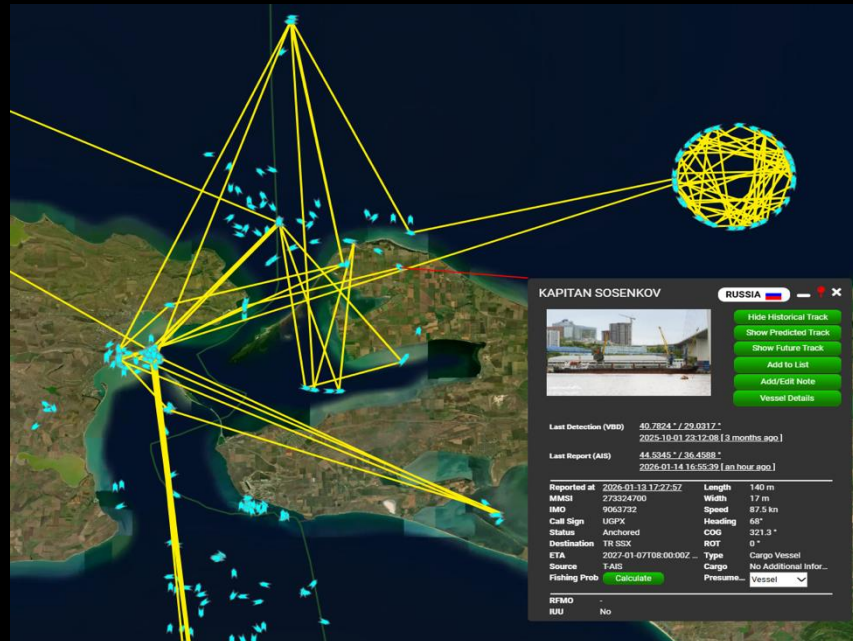 KAPITAN SOSENKOV RUSSIA
Hide Historical Track
Show Predicted Track
Show Future Track
Add to List
Add/Edit Note
Vessel Details
Last Detection (VBD) 40.7824 ° / 29.0317 °
2025-10-01 23:12:08 [ 3 months ago ]
Last Report (AIS) 44.5345 ° / 36.4588 °
2026-01-14 16:55:39 [ an hour ago ]
Reported at 2026-01-13 17:27:57 Length 140 m
MMSI 273324700 Width 17 m
IMO 9063732 Speed 87.5 kn
Call Sign UGPX Heading 68°
Status Anchored COG 321.3 °
Destination TR SSX ROT 0 °
ETA 2027-01-07T08:00:00Z ... Type Cargo Vessel
Source T-AIS Cargo No Additional Infor...
Fishing Prob Calculate Presume... Vessel
RFMO -
IUU No